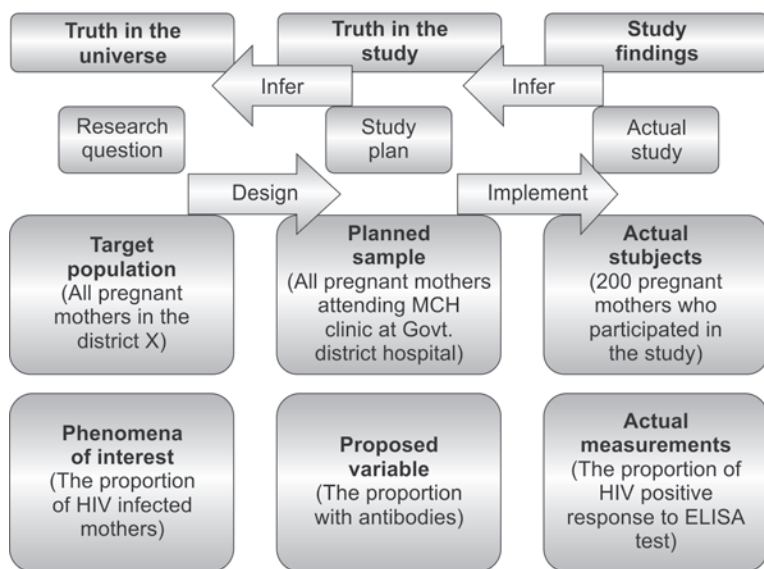 Truth in the
universe
Truth in the
study
Study
findings
Infer
Infer
Research
question
Study
plan
Actual
study
Design
Implement
Target
population
(All pregnant
mothers in the
district X)
Planned
sample
(All pregnant mothers
attending MCH
clinic at Govt.
district hospital)
Actual
stubjects
(200 pregnant
mothers who
participated in
the study)
Phenomena
of interest
(The proportion
of HIV infected
mothers)
Proposed
variable
(The proportion
with antibodies)
Actual
measurements
(The proportion of
HIV positive
response to ELISA
test)